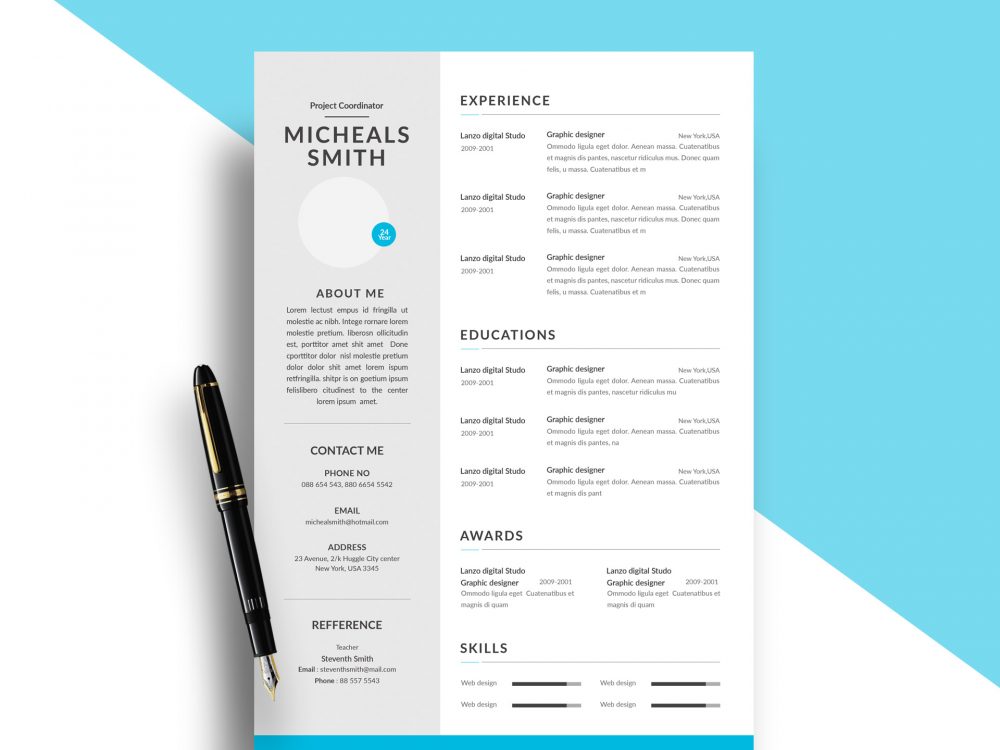 Project Coordinator
MICHEALS
SMITH
24
Year
ABOUT ME
Lorem lectust empus id fringilla ut
molestie ac nibh. Intege rornare lorem
molestie pretium. liberosn ollicitudin
est, porttitor amet shit amet Done
cporttitor dolor nisl molestie pretium
dolor dolor shit amet lorem ispum
retfringilla. shitpr is on goetium ipsum
felislibero citudinest to the center
lorem ipsum amet.
CONTACT ME
PHONE NO
088 654 543, 880 6654 5542
EMAIL
michealsmith@hotmail.com
ADDRESS
23 Avenue, 2/k Huggle City center
New York, USA 3345
REFFERENCE
Teacher
Steventh Smith
Email : steventhsmith@mail.com
Phone : 88 557 5543
EXPERIENCE
Lanzo digital Studo
2009-2001
Graphic designer New York,USA
Ommodo ligula eget dolor. Aenean massa. Cuatenatibus
et magnis dis pantes, nascetur ridiculus mus. Donec quam
felis, u massa. Cuatenatibus et m
Lanzo digital Studo
2009-2001
Graphic designer New York,USA
Ommodo ligula eget dolor. Aenean massa. Cuatenatibus
et magnis dis pantes, nascetur ridiculus mus. Donec quam
felis, u massa. Cuatenatibus et m
Lanzo digital Studo
2009-2001
Graphic designer New York,USA
Ommodo ligula eget dolor. Aenean massa. Cuatenatibus
et magnis dis pantes, nascetur ridiculus mus. Donec quam
felis, u massa. Cuatenatibus et m
EDUCATIONS
Lanzo digital Studo
2009-2001
Graphic designer New York,USA
Ommodo ligula eget dolor. Aenean massa. Cuatenatibus
et magnis dis pantes, nascetur ridiculus mu
Lanzo digital Studo
2009-2001
Graphic designer New York,USA
Ommodo ligula eget dolor. Aenean massa. Cuatenatibus
et magnis dis pantes, na
Lanzo digital Studo
2009-2001
Graphic designer New York,USA
Ommodo ligula eget dolor. Aenean massa. Cuatenatibus
et magnis dis pant
AWARDS
Lanzo digital Studo
Graphic designer 2009-2001
Ommodo ligula eget Cuatenatibus et
magnis di quam
Lanzo digital Studo
Graphic designer 2009-2001
Ommodo ligula eget Cuatenatibus et
magnis di quam
SKILLS
Web design
Web design
Web design
Web design